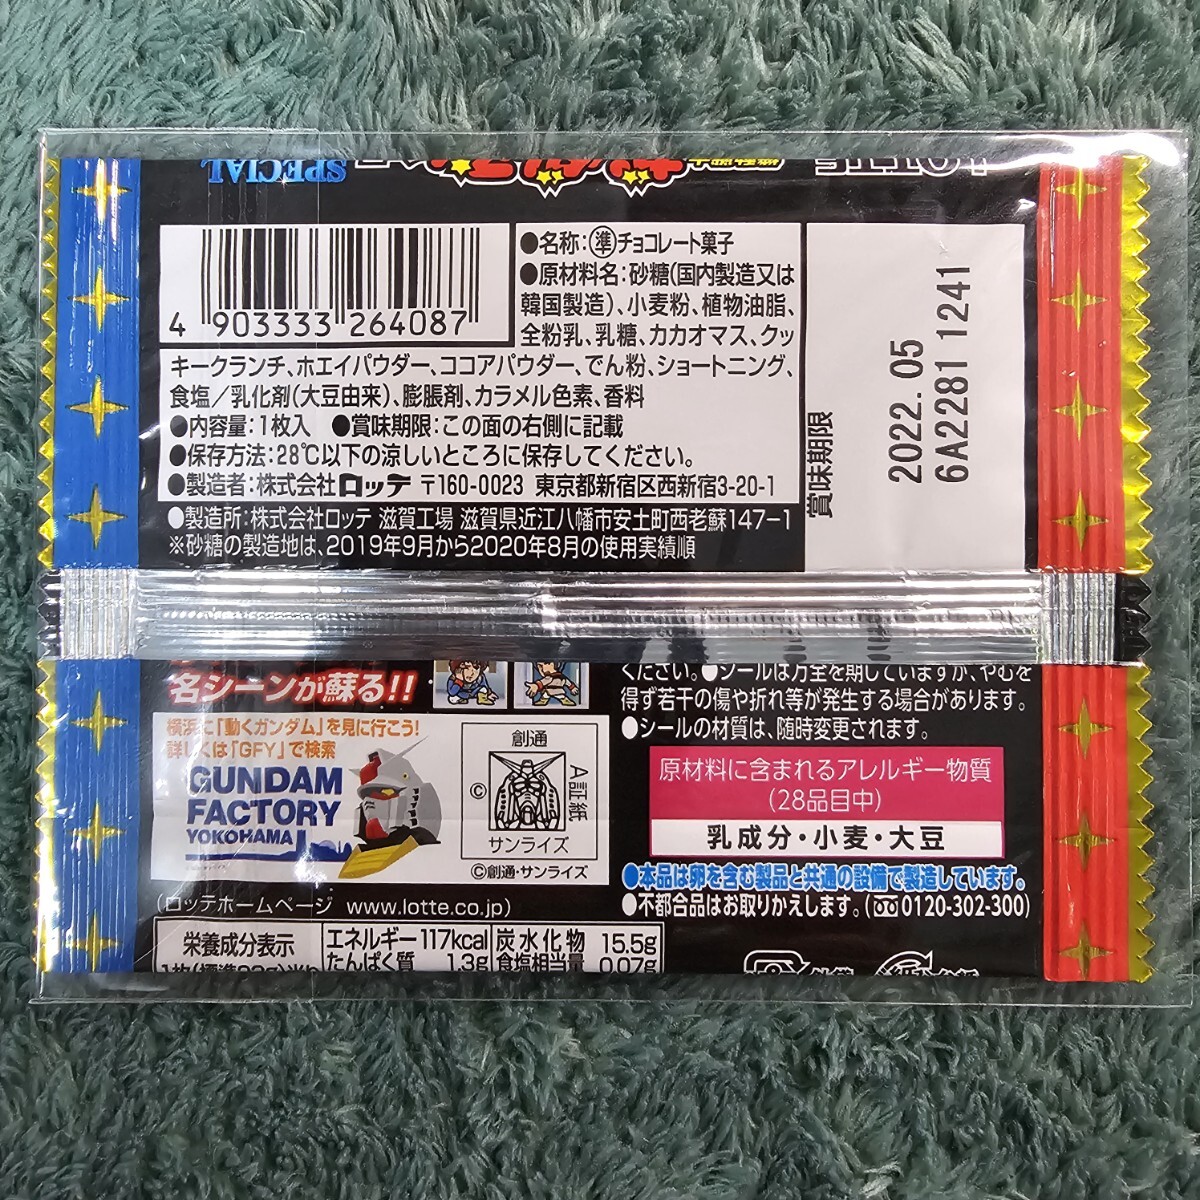 SPECIAL
LOTTE
4 903333 264087
●名称：㊣準チョコレート菓子
●原材料名：砂糖(国内製造又は
韓国製造)、小麦粉、植物油脂、
全粉乳、乳糖、カカオマス、クッ
キークランチ、ホエイパウダー、ココアパウダー、でん粉、ショートニング、
食塩／乳化剤(大豆由来)、膨脹剤、カラメル色素、香料
●内容量：1枚入　●賞味期限：この面の右側に記載
●保存方法：28℃以下の涼しいところに保存してください。
●製造者：株式会社ロッテ 〒160-0023 東京都新宿区西新宿3-20-1
●製造所：株式会社ロッテ 滋賀工場 滋賀県近江八幡市安土町西老蘇147-1
※砂糖の製造地は、2019年9月から2020年8月の使用実績順
賞味期限
2022.05
6A2281 1241
名シーンが蘇る!!
横浜に「動くガンダム」を見に行こう!
詳しくは「GFY」で検索
GUNDAM
FACTORY
YOKOHAMA
創通
©
A証紙
サンライズ
©創通・サンライズ
(ロッテホームページ www.lotte.co.jp)
栄養成分表示
エネルギー 117kcal
たんぱく質 1.3g
炭水化物 15.5g
食塩相当量 0.07g
ください。●シールは万全を期していますが、やむを
得ず若干の傷や折れ等が発生する場合があります。
●シールの材質は、随時変更されます。
原材料に含まれるアレルギー物質
(28品目中)
乳成分・小麦・大豆
●本品は卵を含む製品と共通の設備で製造しています。
●不都合品はお取りかえします。(0120-302-300)